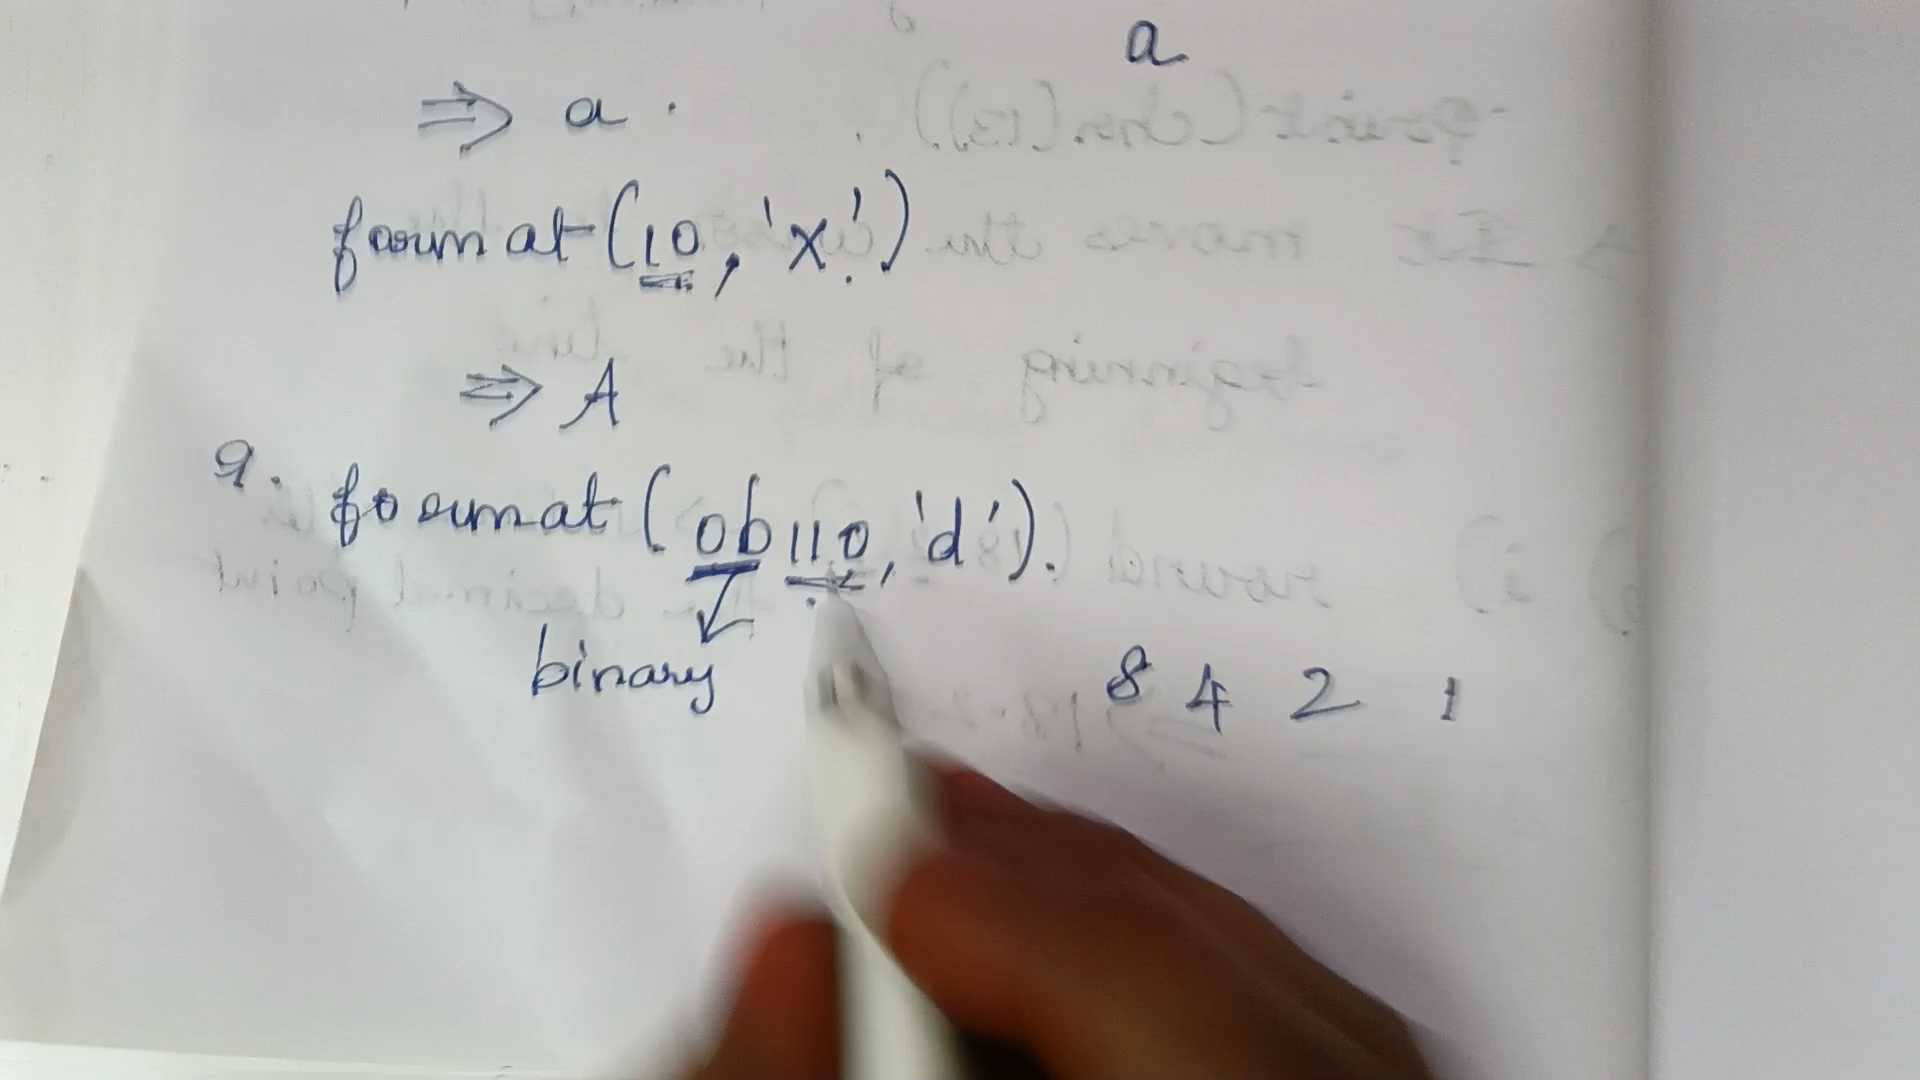 a
⇒ a.
format(10, 'X')
⇒ A
9. format(0b110, 'd').
binary
8 4 2 1